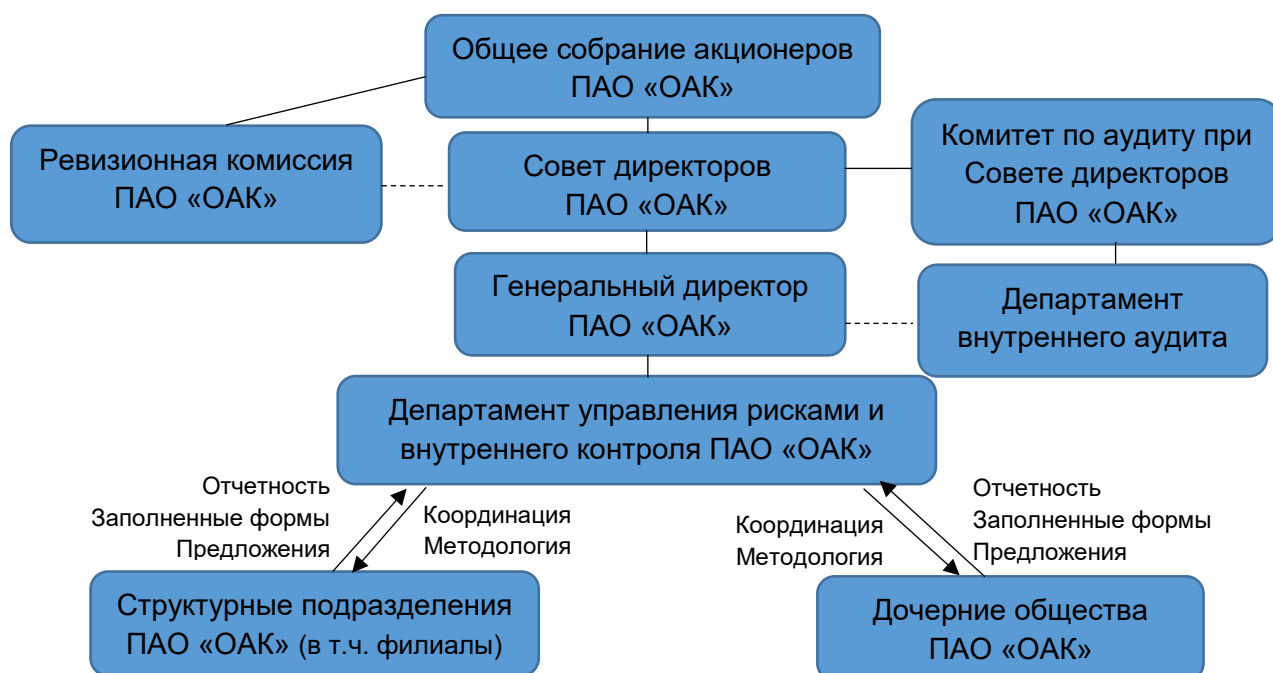 Общее собрание акционеров
ПАО «ОАК»
Ревизионная комиссия
ПАО «ОАК»
Совет директоров
ПАО «ОАК»
Комитет по аудиту при
Совете директоров
ПАО «ОАК»
Генеральный директор
ПАО «ОАК»
Департамент
внутреннего аудита
Департамент управления рисками и
внутреннего контроля ПАО «ОАК»
Отчетность
Заполненные формы
Предложения
Координация
Методология
Координация
Методология
Отчетность
Заполненные формы
Предложения
Структурные подразделения
ПАО «ОАК» (в т.ч. филиалы)
Дочерние общества
ПАО «ОАК»